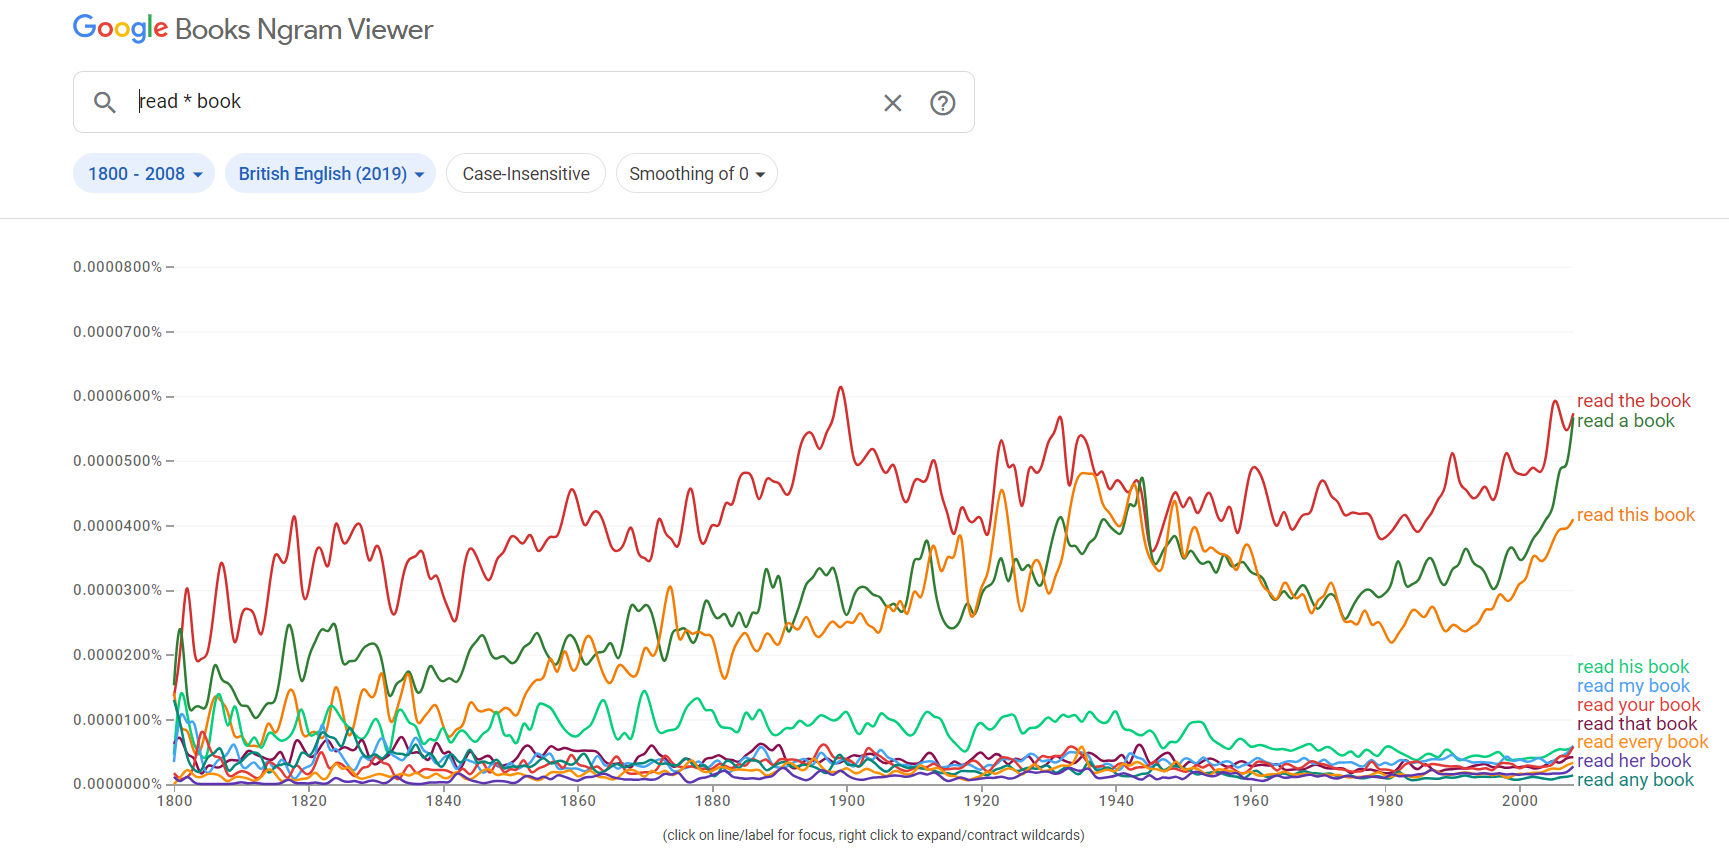 Google Books Ngram Viewer
read * book
1800 - 2008
British English (2019)
Case-Insensitive
Smoothing of 0
0.0000800%
0.0000700%
0.0000600%
0.0000500%
0.0000400%
0.0000300%
0.0000200%
0.0000100%
0.0000000%
read the book
read a book
read this book
read his book
read my book
read your book
read that book
read every book
read her book
read any book
1800 1820 1840 1860 1880 1900 1920 1940 1960 1980 2000
(click on line/label for focus, right click to expand/contract wildcards)